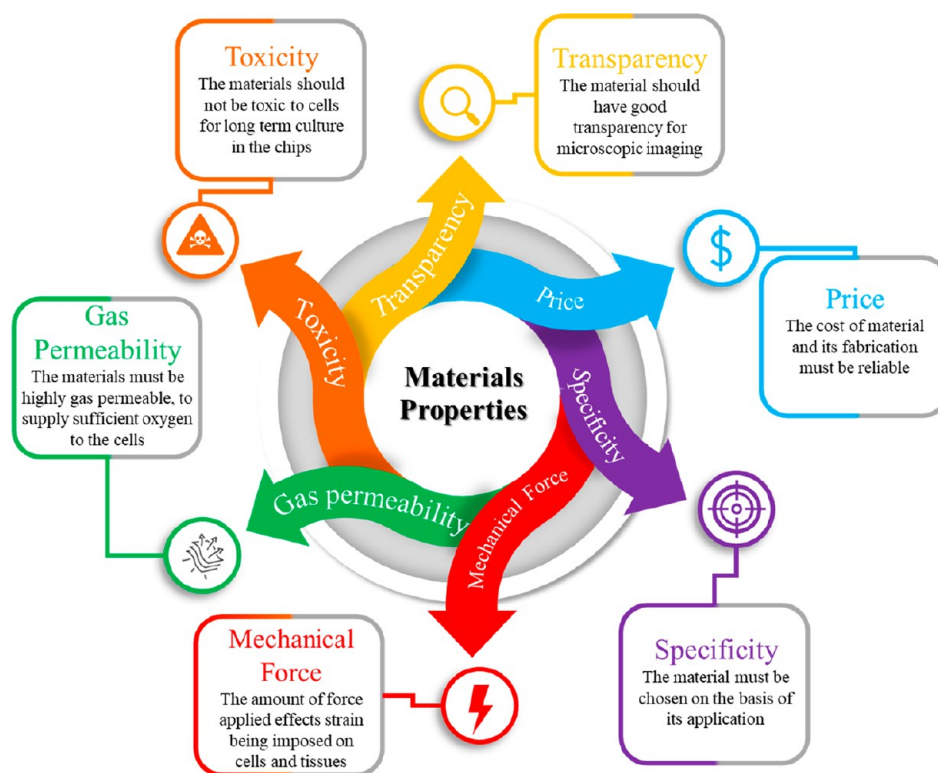 Toxicity
The materials should
not be toxic to cells
for long term culture
in the chips
Transparency
The material should
have good
transparency for
microscopic imaging
$
Price
The cost of material
and its fabrication
must be reliable
Gas
Permeability
The materials must be
highly gas permeable, to
supply sufficient oxygen
to the cells
Toxicity
Transparency
Price
Specificity
Mechanical Force
Gas permeability
Materials
Properties
Mechanical
Force
The amount of force
applied effects strain
being imposed on
cells and tissues
Specificity
The material must be
chosen on the basis of
its application